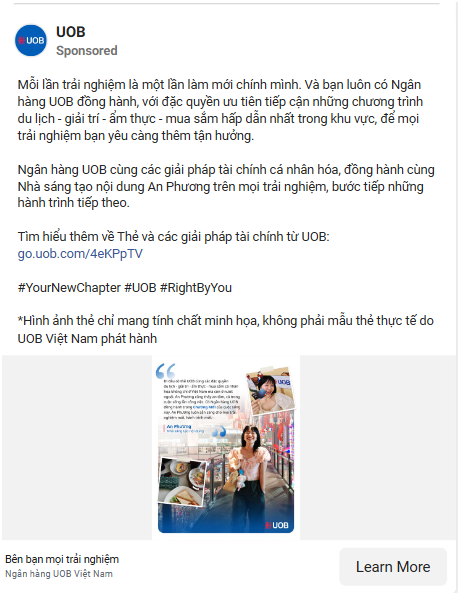 UOB
UOB
Sponsored
Mỗi lần trải nghiệm là một lần làm mới chính mình. Và bạn luôn có Ngân
hàng UOB đồng hành, với đặc quyền ưu tiên tiếp cận những chương trình
du lịch - giải trí - ẩm thực - mua sắm hấp dẫn nhất trong khu vực, để mọi
trải nghiệm bạn yêu càng thêm tận hưởng.
Ngân hàng UOB cùng các giải pháp tài chính cá nhân hóa, đồng hành cùng
Nhà sáng tạo nội dung An Phương trên mọi trải nghiệm, bước tiếp những
hành trình tiếp theo.
Tìm hiểu thêm về Thẻ và các giải pháp tài chính từ UOB:
go.uob.com/4eKPpTV
#YourNewChapter #UOB #RightByYou
*Hình ảnh thẻ chỉ mang tính chất minh họa, không phải mẫu thẻ thực tế do
UOB Việt Nam phát hành
UOB
An Phương
Nhà sáng tạo nội dung
UOB
Bên bạn mọi trải nghiệm
Ngân hàng UOB Việt Nam
Learn More